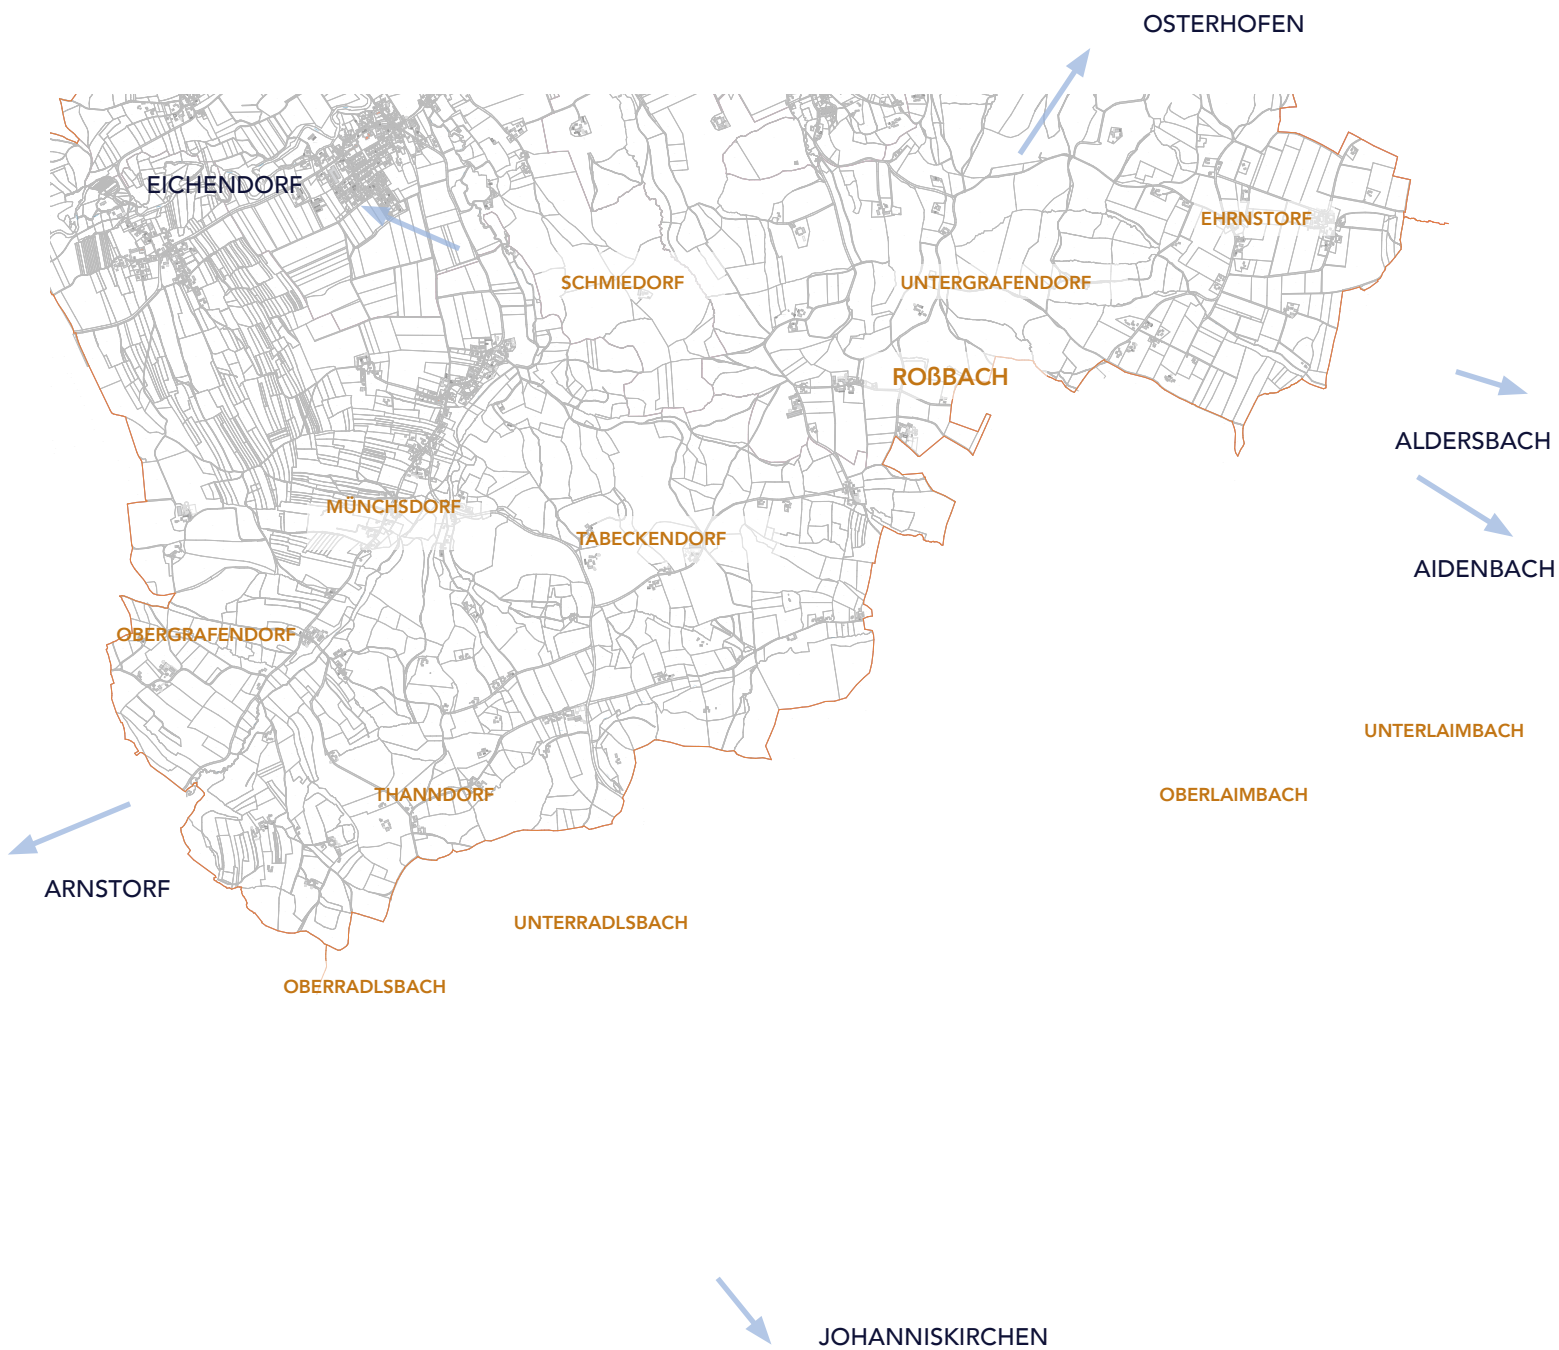 OSTERHOFEN
EICHENDORF
EHRNSTORF
SCHMIEDORF
UNTERGRAFENDORF
ROßBACH
ALDERSBACH
MÜNCHSDORF
TABECKENDORF
AIDENBACH
OBERGRAFENDORF
UNTERLAIMBACH
THANNDORF
OBERLAIMBACH
ARNSTORF
UNTERRADLSBACH
OBERRADLSBACH
JOHANNISKIRCHEN